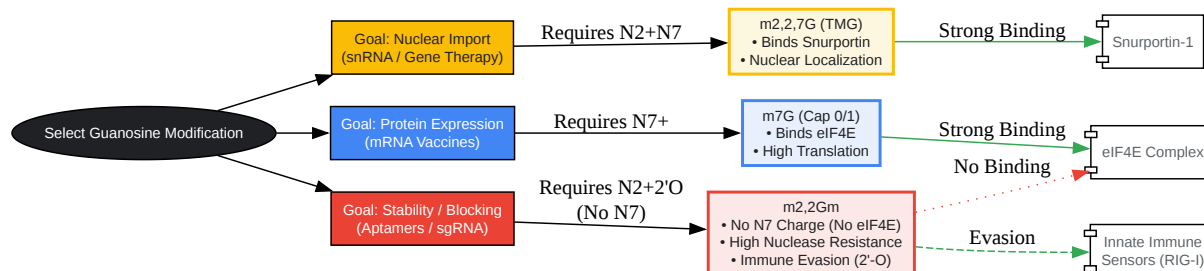 Select Guanosine Modification
Goal: Nuclear Import
(snRNA / Gene Therapy)
Requires N2+N7
m2,2,7G (TMG)
• Binds Snurportin
• Nuclear Localization
Strong Binding
Snurportin-1
Goal: Protein Expression
(mRNA Vaccines)
Requires N7+
m7G (Cap 0/1)
• Binds eIF4E
• High Translation
Strong Binding
eIF4E Complex
No Binding
Goal: Stability / Blocking
(Aptamers / sgRNA)
Requires N2+2'O
(No N7)
m2,2Gm
• No N7 Charge (No eIF4E)
• High Nuclease Resistance
• Immune Evasion (2'-O)
Evasion
Innate Immune
Sensors (RIG-I)